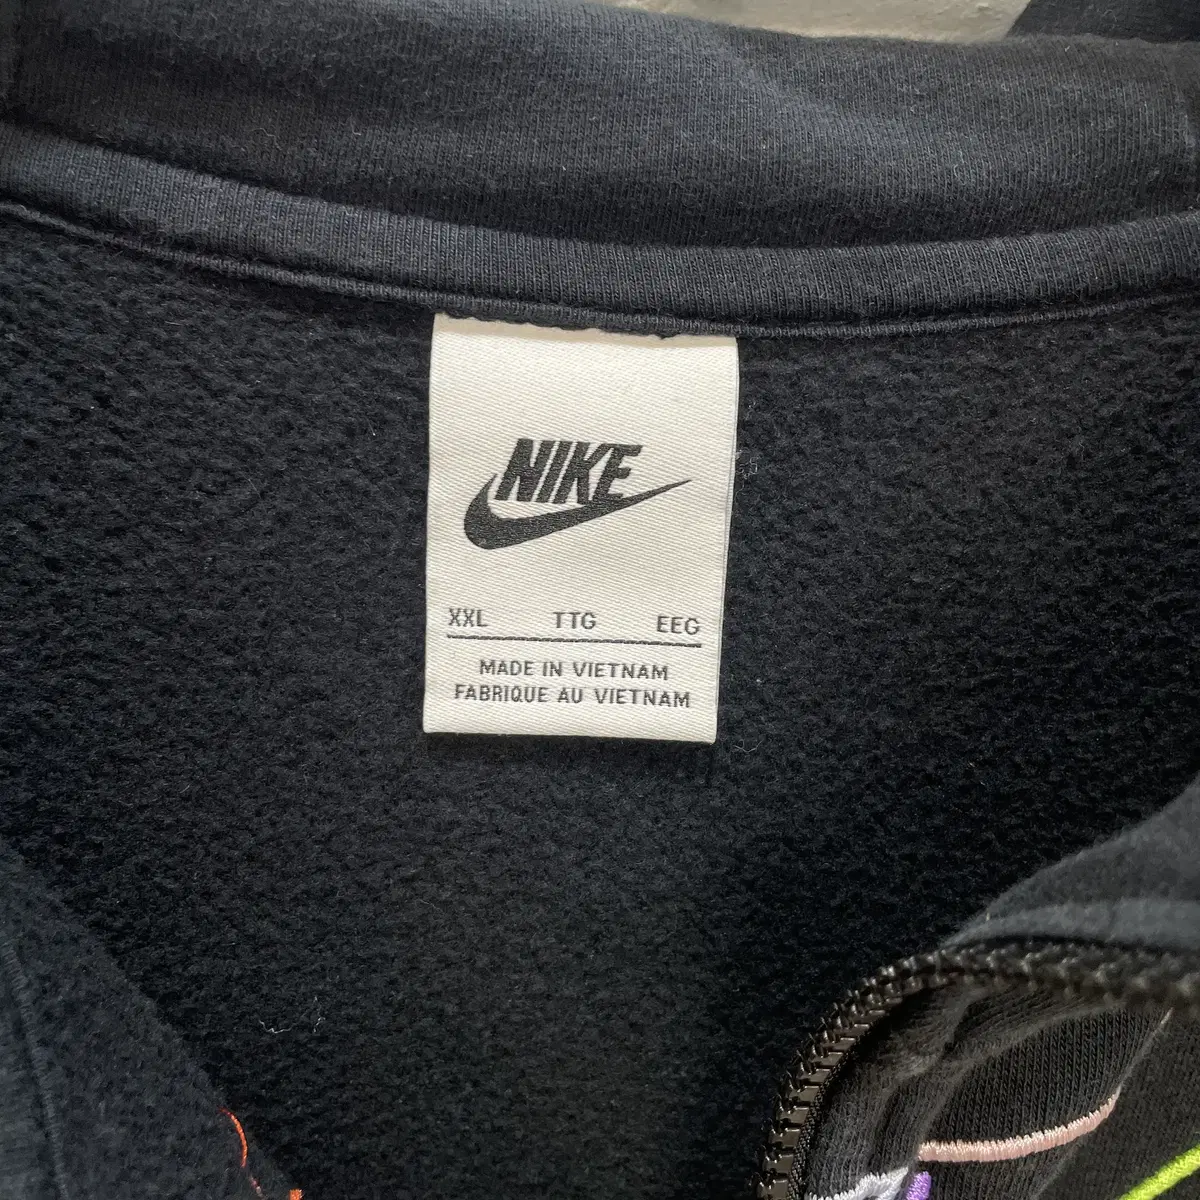 NIKE
XXL TTG EEG
MADE IN VIETNAM
FABRIQUE AU VIETNAM